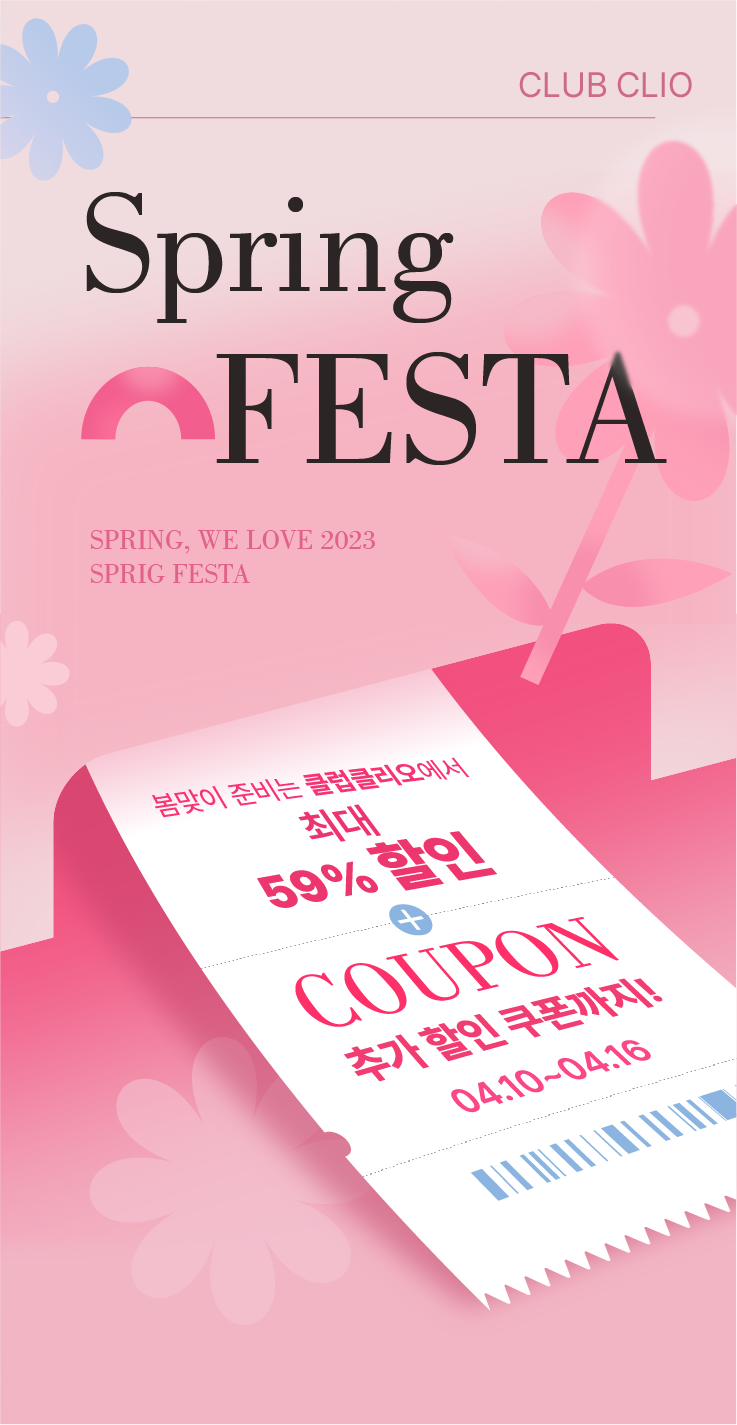 CLUB CLIO
Spring
FESTA
SPRING, WE LOVE 2023
SPRIG FESTA
봄맞이 준비는 클럽클리오에서
최대
59% 할인
+
COUPON
추가 할인 쿠폰까지!
04.10~04.16